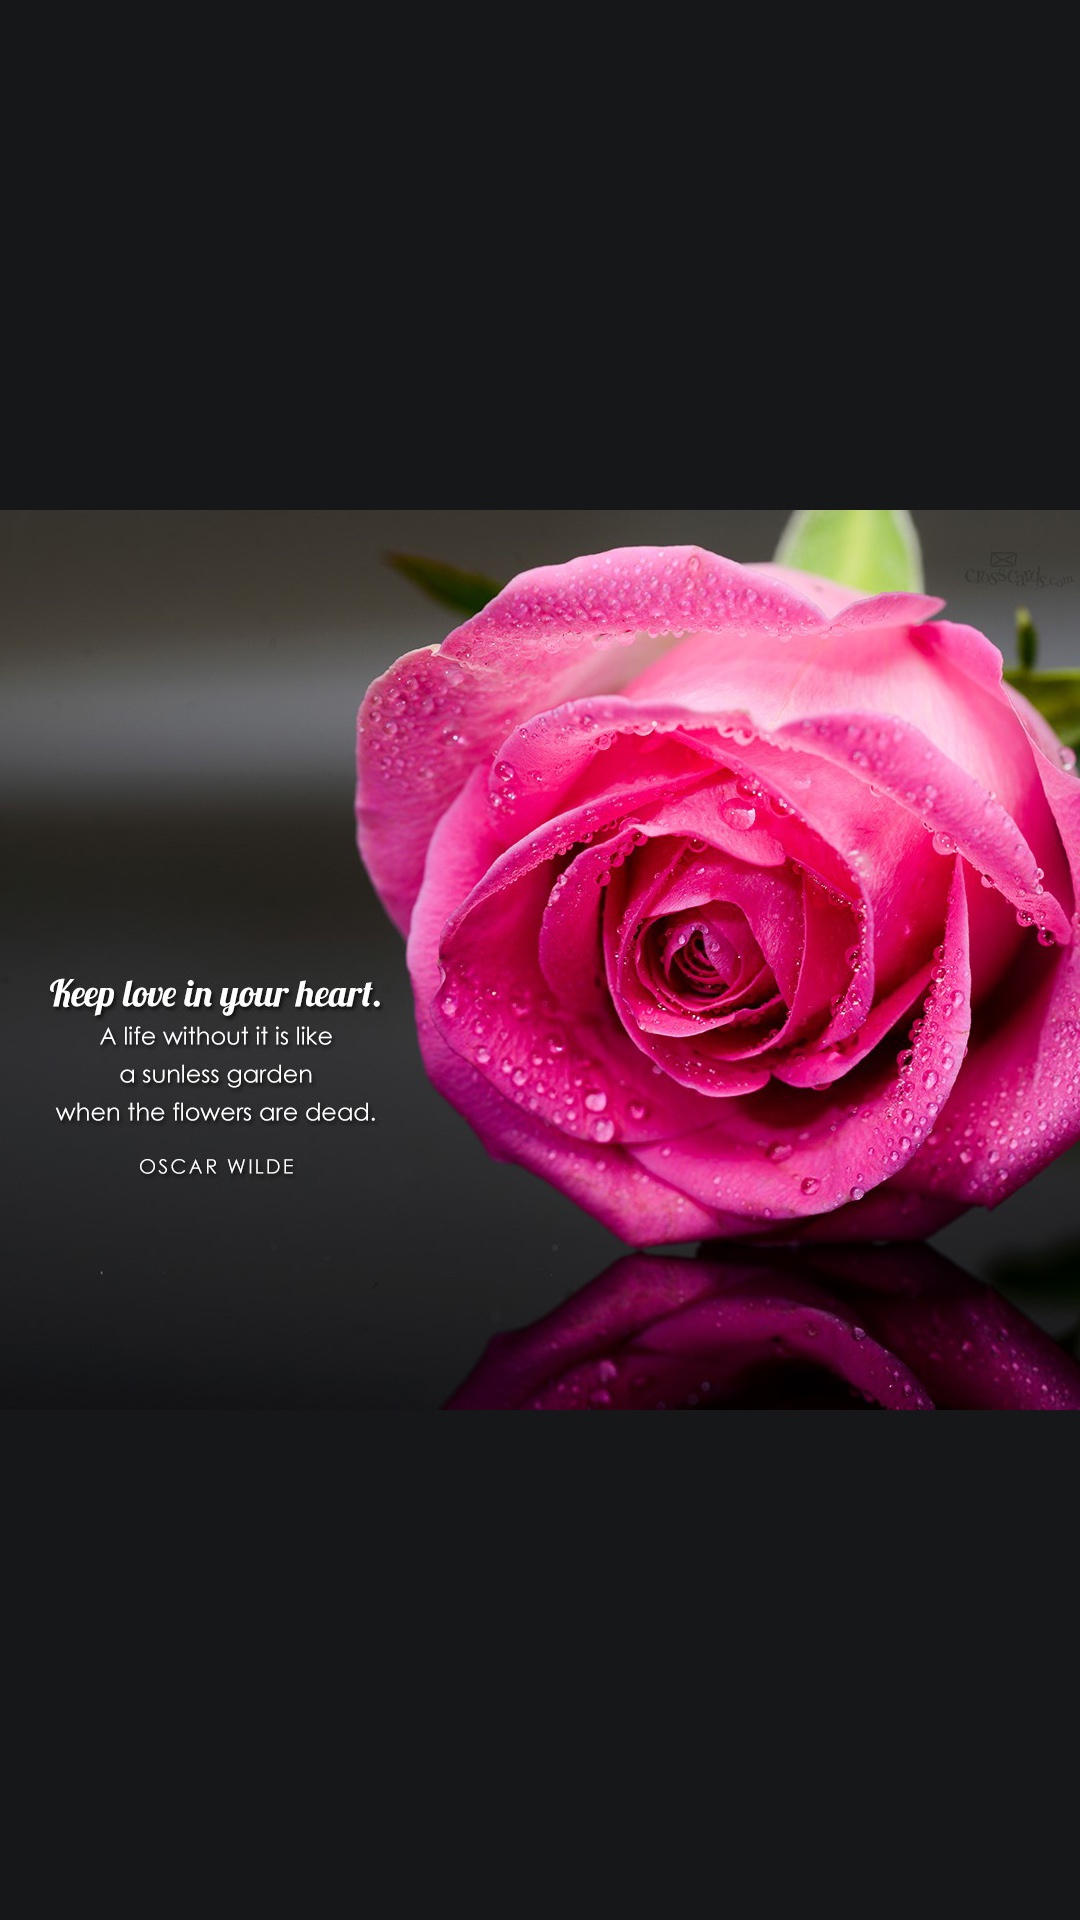 CrossCards.com
Keep love in your heart.
A life without it is like
a sunless garden
when the flowers are dead.
OSCAR WILDE